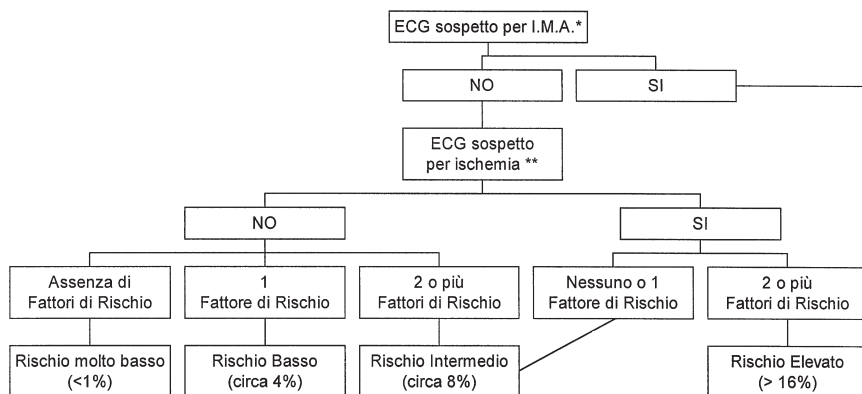 ECG sospetto per I.M.A.*
NO
SI
ECG sospetto
per ischemia **
NO
SI
Assenza di
Fattori di Rischio
1
Fattore di Rischio
2 o più
Fattori di Rischio
Nessuno o 1
Fattore di Rischio
2 o più
Fattori di Rischio
Rischio molto basso
(<1%)
Rischio Basso
(circa 4%)
Rischio Intermedio
(circa 8%)
Rischio Elevato
(> 16%)